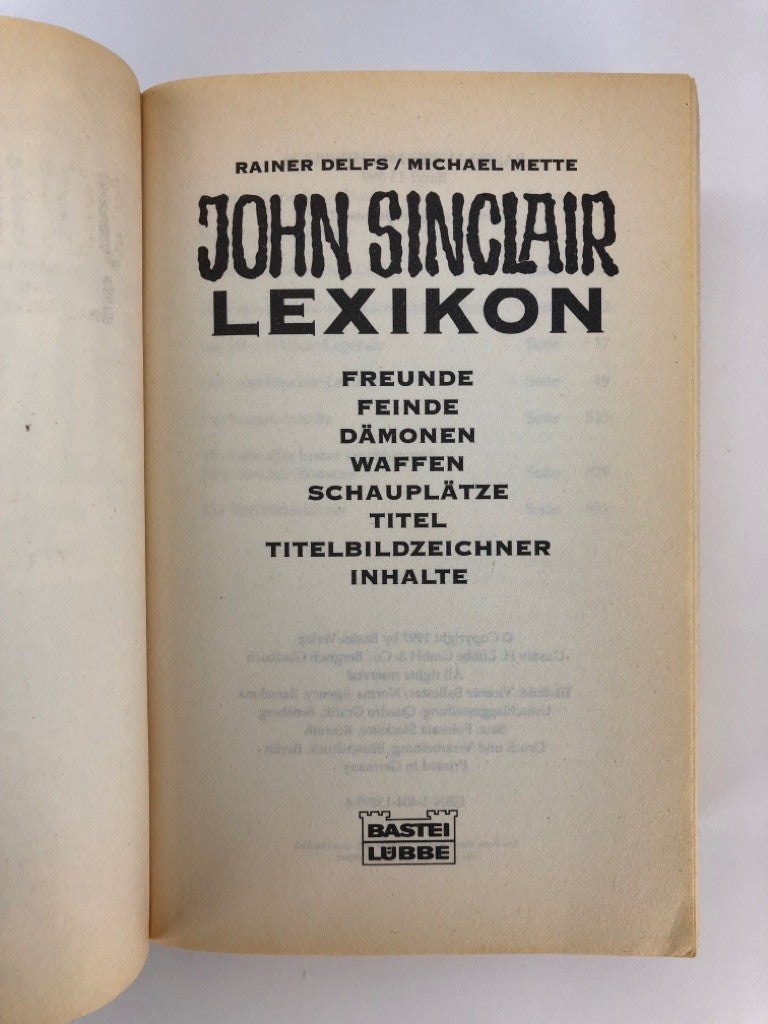 RAINER DELFS / MICHAEL METTE
JOHN SINCLAIR
LEXIKON
FREUNDE
FEINDE
DÄMONEN
WAFFEN
SCHAUPLÄTZE
TITEL
TITELBILDZEICHNER
INHALTE
BASTEI
LÜBBE